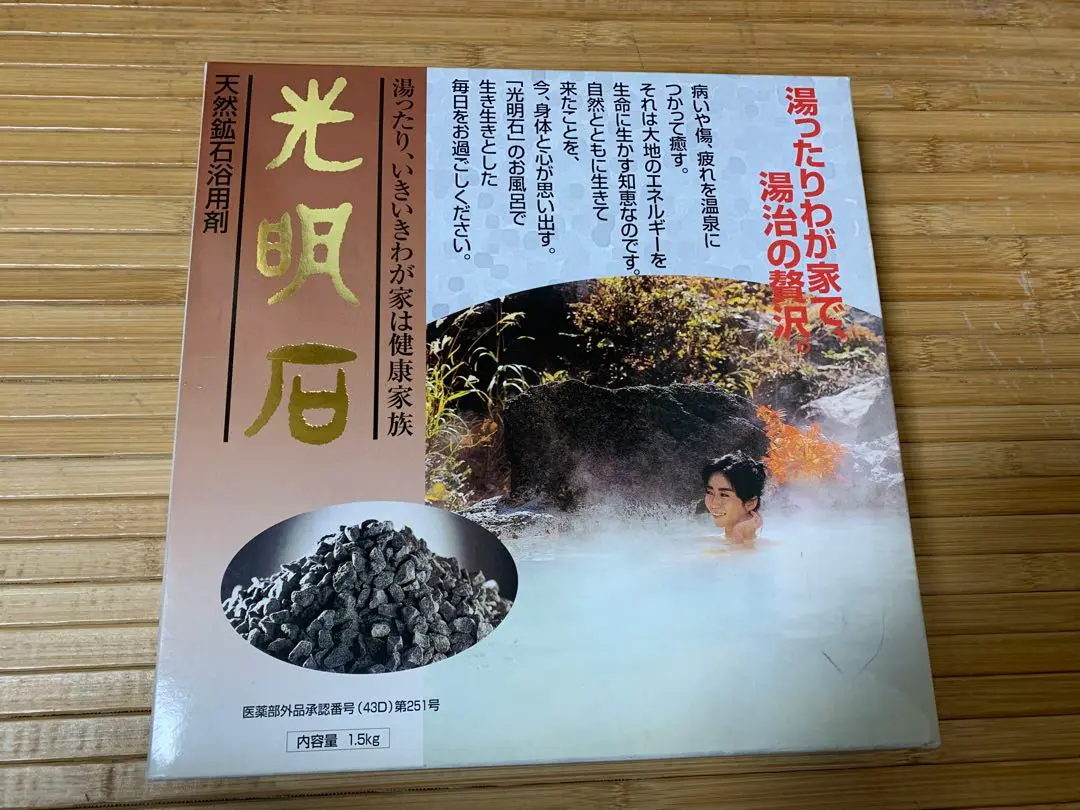 湯ったりわが家で、
湯治の贅沢。
病いや傷、疲れを温泉に
つかって癒す。
それは大地のエネルギーを
生命に生かす知恵なのです。
自然とともに生きて
来たことを、
今、身体と心が思い出す。
「光明石」のお風呂で
生き生きとした
毎日をお過ごしください。
湯ったり、いきいきわが家は健康家族
光明石
天然鉱石浴用剤
医薬部外品承認番号(43D)第251号
内容量 1.5kg